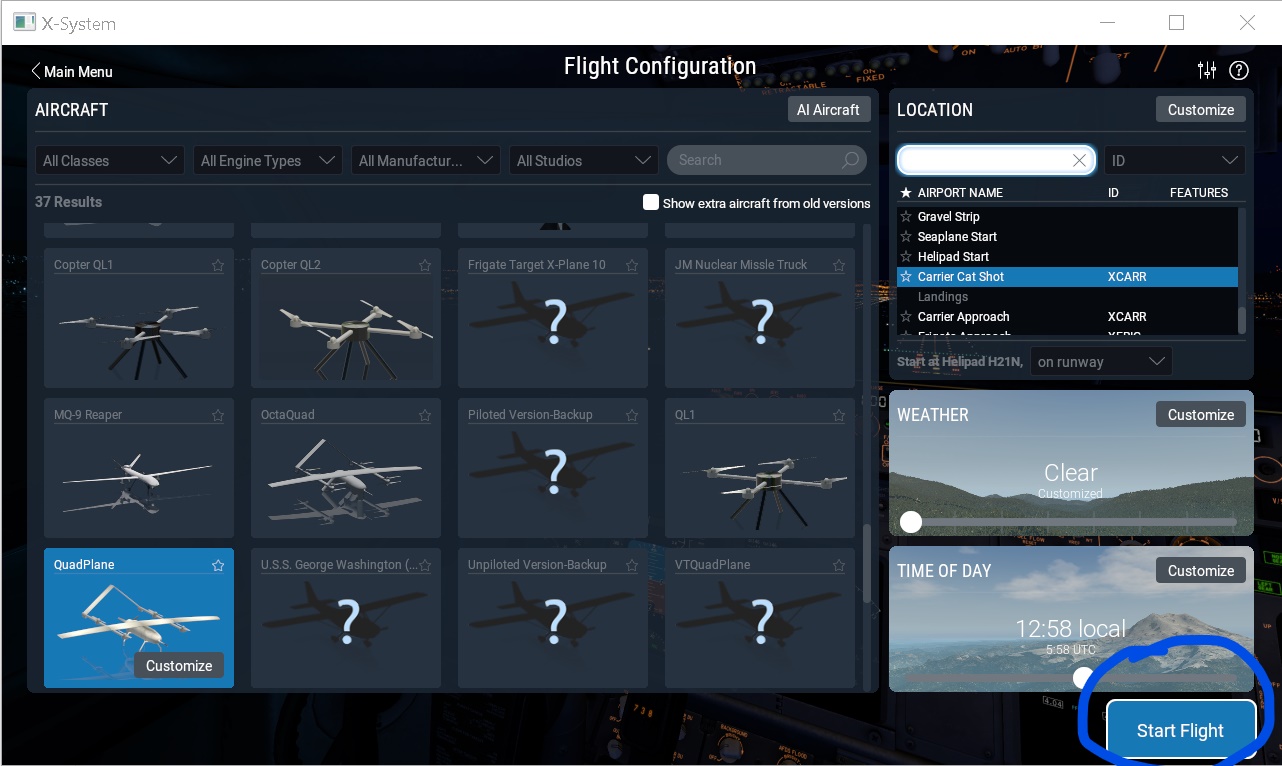 X-System
Main Menu
Flight Configuration
AIRCRAFT
AI Aircraft
All Classes
All Engine Types
All Manufactur...
All Studios
Search
37 Results
Show extra aircraft from old versions
Copter QL1
Copter QL2
Frigate Target X-Plane 10
JM Nuclear Missle Truck
MQ-9 Reaper
OctaQuad
Piloted Version-Backup
QL1
QuadPlane
Customize
U.S.S. George Washington (...
Unpiloted Version-Backup
VTQuadPlane
LOCATION
Customize
ID
AIRPORT NAME ID FEATURES
Gravel Strip
Seaplane Start
Helipad Start
Carrier Cat Shot XCARR
Landings
Carrier Approach XCARR
Frigate Approach XFRIG
Start at Helipad H21N, on runway
WEATHER
Customize
Clear
Customized
TIME OF DAY
Customize
12:58 local
5:58 UTC
Start Flight